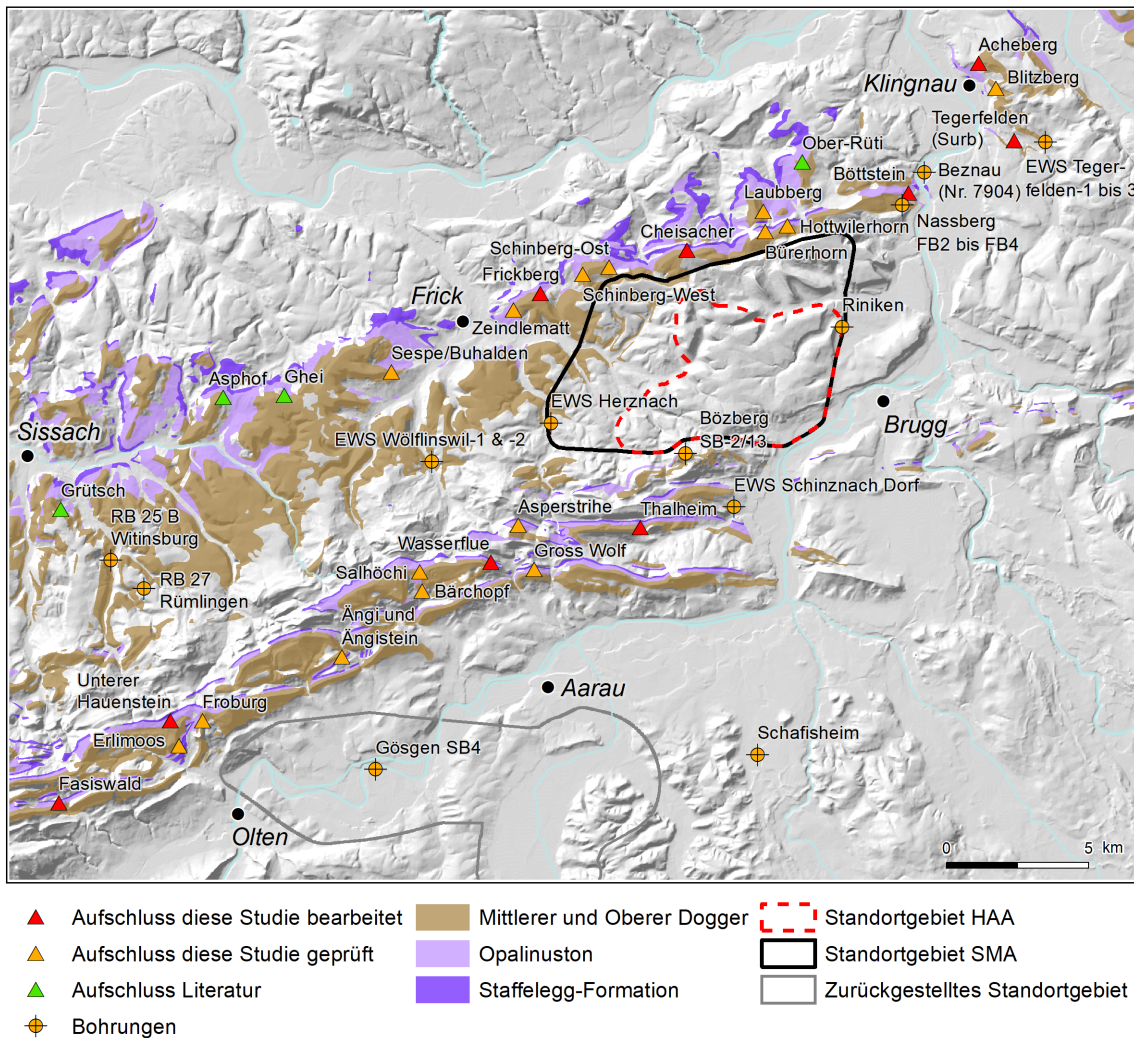 Acheberg
Klingnau
Blitzberg
Tegerfelden
(Surb)
Ober-Rüti
EWS Teger-
felden-1 bis 3
Böttstein
Beznau
(Nr. 7904)
Laubberg
Nassberg
FB2 bis FB4
Hottwilerhorn
Cheisacher
Bürerhorn
Schinberg-Ost
Frickberg
Schinberg-West
Frick
Zeindlematt
Riniken
Sespe/Buhalden
Asphof
Ghei
EWS Herznach
Bözberg
SB-2/13
Brugg
Sissach
EWS Wölflinswil-1 & -2
EWS Schinznach Dorf
Grütsch
RB 25 B
Witinsburg
Asperstrihe
Thalheim
Wasserflue
Gross Wolf
RB 27
Rümlingen
Salhöchi
Bärchopf
Ängi und
Ängistein
Unterer
Hauenstein
Froburg
Aarau
Erlimoos
Gösgen SB4
Schafisheim
Fasiswald
Olten
0 5 km
Aufschluss diese Studie bearbeitet
Aufschluss diese Studie geprüft
Aufschluss Literatur
Bohrungen
Mittlerer und Oberer Dogger
Opalinuston
Staffelegg-Formation
Standortgebiet HAA
Standortgebiet SMA
Zurückgestelltes Standortgebiet